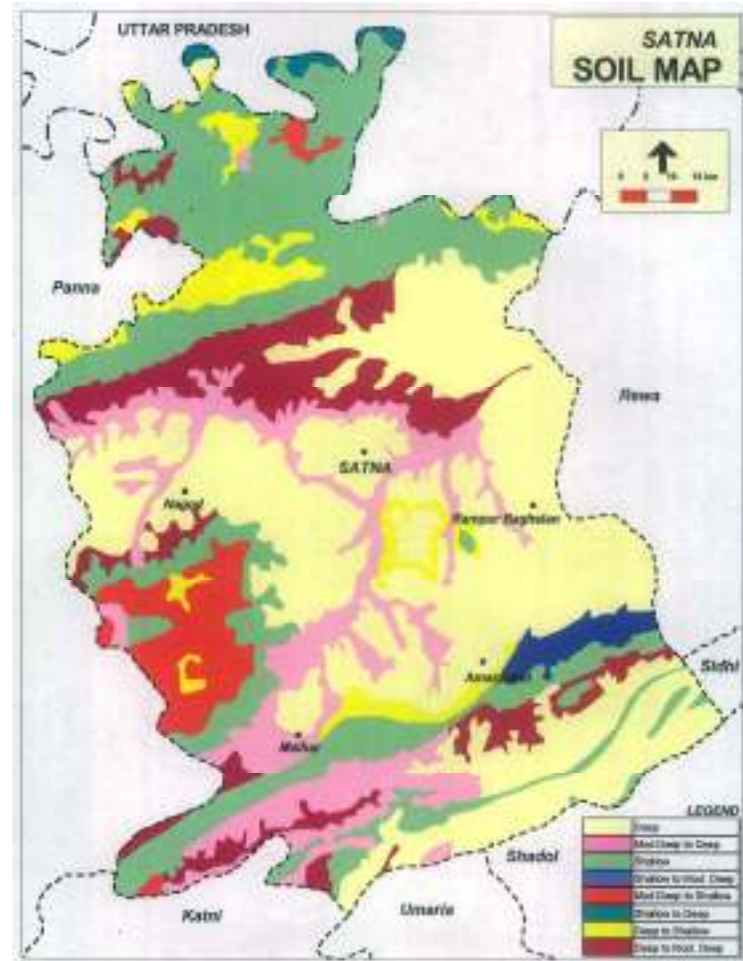 UTTAR PRADESH
SATNA
SOIL MAP
Panna
Rewa
SATNA
Nagod
Rampur Baghelan
Sidhi
Maihar
LEGEND
Deep
Mod.Deep to Deep
Shallow
Shallow to Mod. Deep
Mod.Deep to Shallow
Shallow to Deep
Deep to Shallow
Deep to Mod. Deep
Shadol
Umaria
Katni